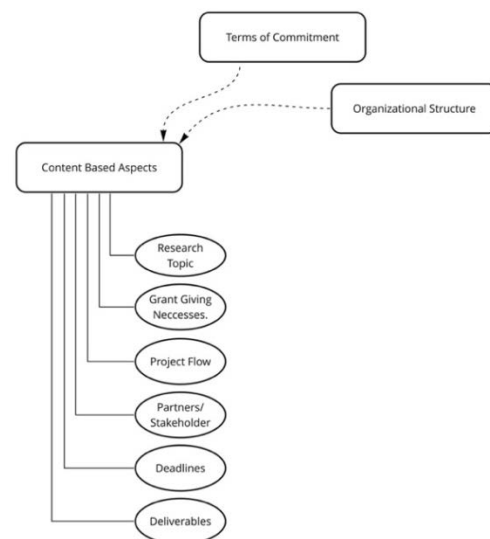 Terms of Commitment
Organizational Structure
Content Based Aspects
Research
Topic
Grant Giving
Neccesses.
Project Flow
Partners/
Stakeholder
Deadlines
Deliverables